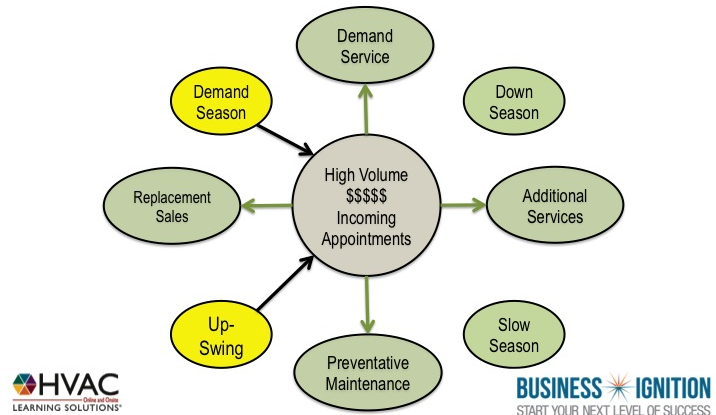 Demand
Service
Demand
Season
Down
Season
High Volume
$$$$$
Incoming
Appointments
Replacement
Sales
Additional
Services
Up-
Swing
Slow
Season
Preventative
Maintenance
HVAC
Online and Onsite
LEARNING SOLUTIONS®
BUSINESS IGNITION
START YOUR NEXT LEVEL OF SUCCESS